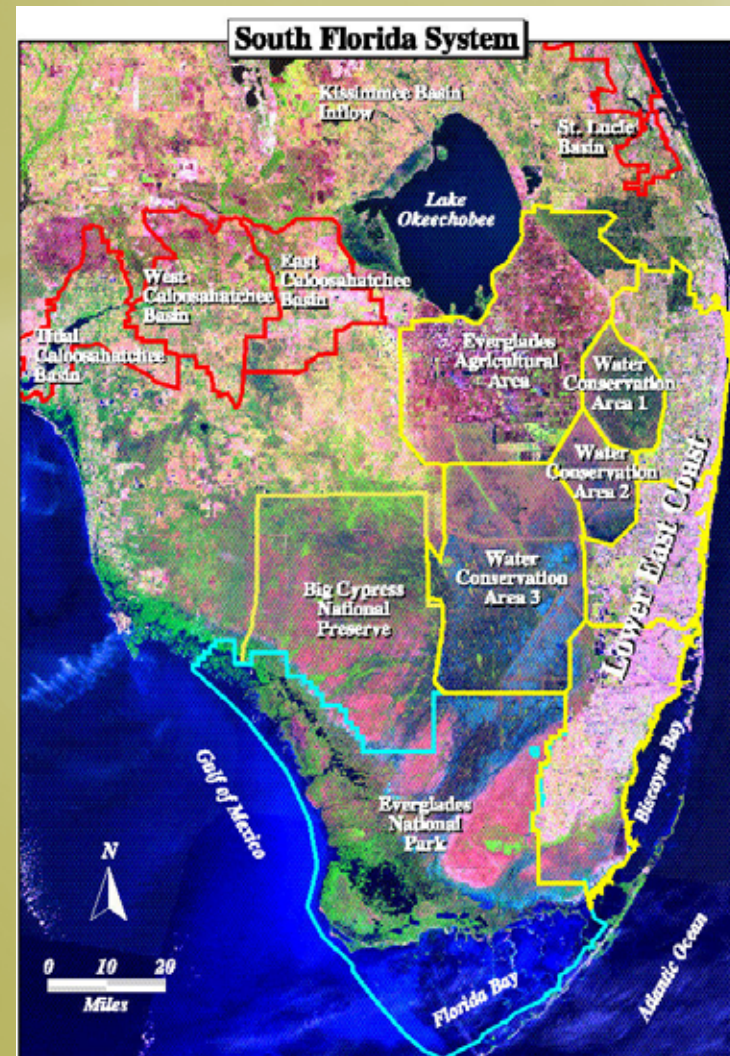 South Florida System
Kissimmee Basin
Inflow
St. Lucie
Basin
Lake
Okeechobee
East
Caloosahatchee
Basin
West
Caloosahatchee
Basin
Tidal
Caloosahatchee
Basin
Everglades
Agricultural
Area
Water
Conservation
Area 1
Water
Conservation
Area 2
Lower East Coast
Water
Conservation
Area 3
Big Cypress
National
Preserve
Gulf of Mexico
Everglades
National
Park
Biscayne Bay
N
0 10 20
Miles
Florida Bay
Atlantic Ocean